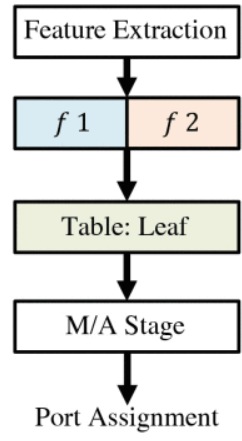 Feature Extraction
f 1 f 2
Table: Leaf
M/A Stage
Port Assignment